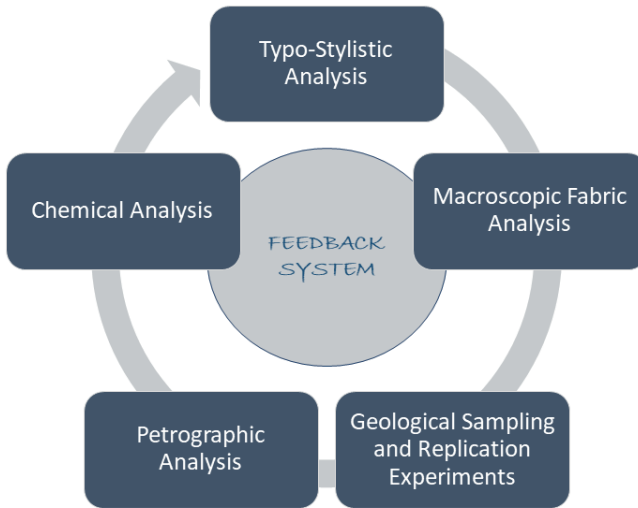 Typo-Stylistic
Analysis
Macroscopic Fabric
Analysis
Geological Sampling
and Replication
Experiments
Petrographic
Analysis
Chemical Analysis
FEEDBACK
SYSTEM